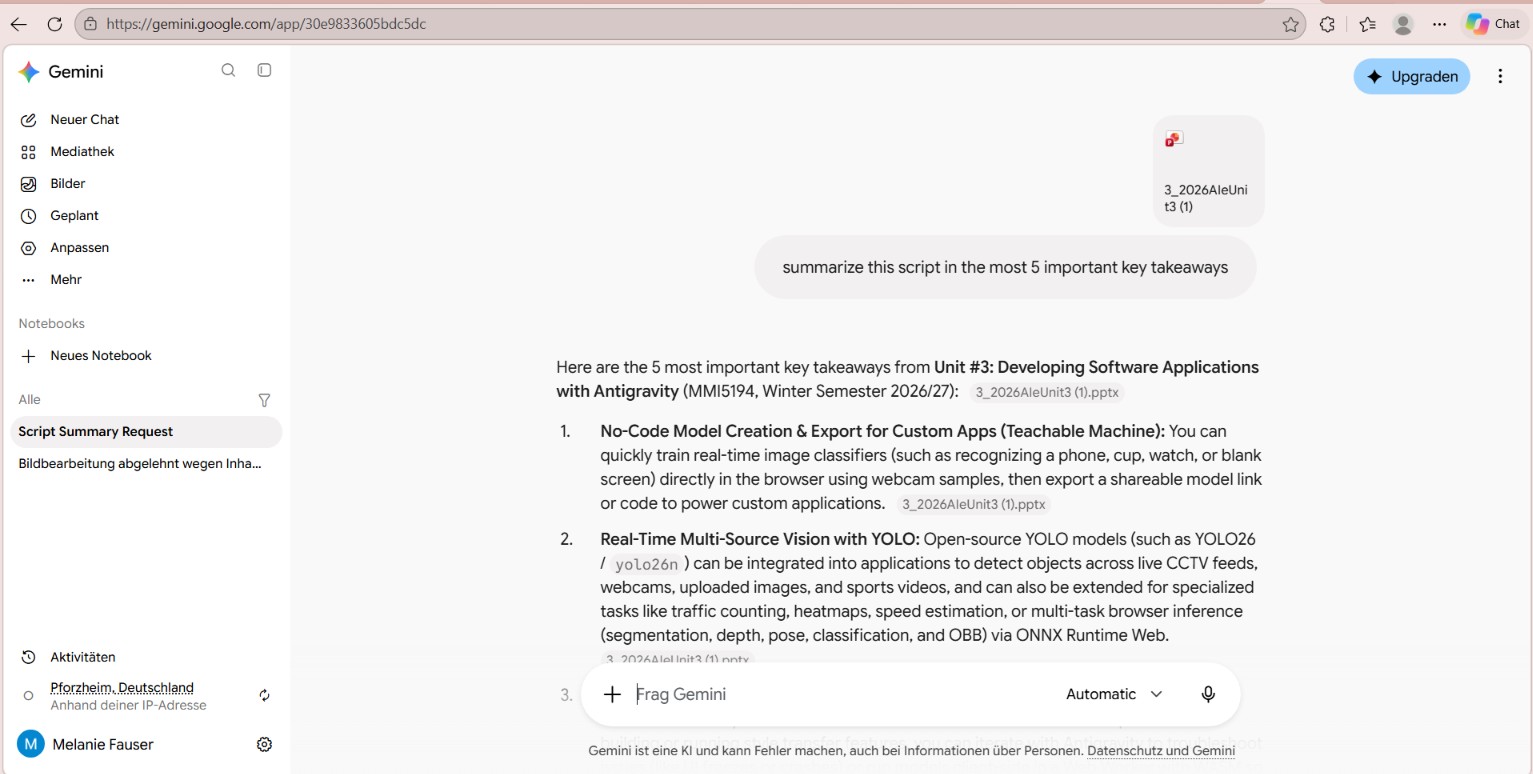 https://gemini.google.com/app/30e9833605bdc5dc
Chat
Gemini
Upgraden
Neuer Chat
Mediathek
Bilder
Geplant
Anpassen
Mehr
Notebooks
Neues Notebook
Alle
Script Summary Request
Bildbearbeitung abgelehnt wegen Inha...
Aktivitäten
Pforzheim, Deutschland
Anhand deiner IP-Adresse
M
Melanie Fauser
P
3_2026AIeUni
t3 (1)
summarize this script in the most 5 important key takeaways
Here are the 5 most important key takeaways from Unit #3: Developing Software Applications
with Antigravity (MMI5194, Winter Semester 2026/27): 3_2026AIeUnit3 (1).pptx
1. No-Code Model Creation & Export for Custom Apps (Teachable Machine): You can
quickly train real-time image classifiers (such as recognizing a phone, cup, watch, or blank
screen) directly in the browser using webcam samples, then export a shareable model link
or code to power custom applications. 3_2026AIeUnit3 (1).pptx
2. Real-Time Multi-Source Vision with YOLO: Open-source YOLO models (such as YOLO26
/ yolo26n ) can be integrated into applications to detect objects across live CCTV feeds,
webcams, uploaded images, and sports videos, and can also be extended for specialized
tasks like traffic counting, heatmaps, speed estimation, or multi-task browser inference
(segmentation, depth, pose, classification, and OBB) via ONNX Runtime Web.
3_2026AIeUnit3 (1).pptx
3.
Frag Gemini
Automatic
Gemini ist eine KI und kann Fehler machen, auch bei Informationen über Personen. Datenschutz und Gemini